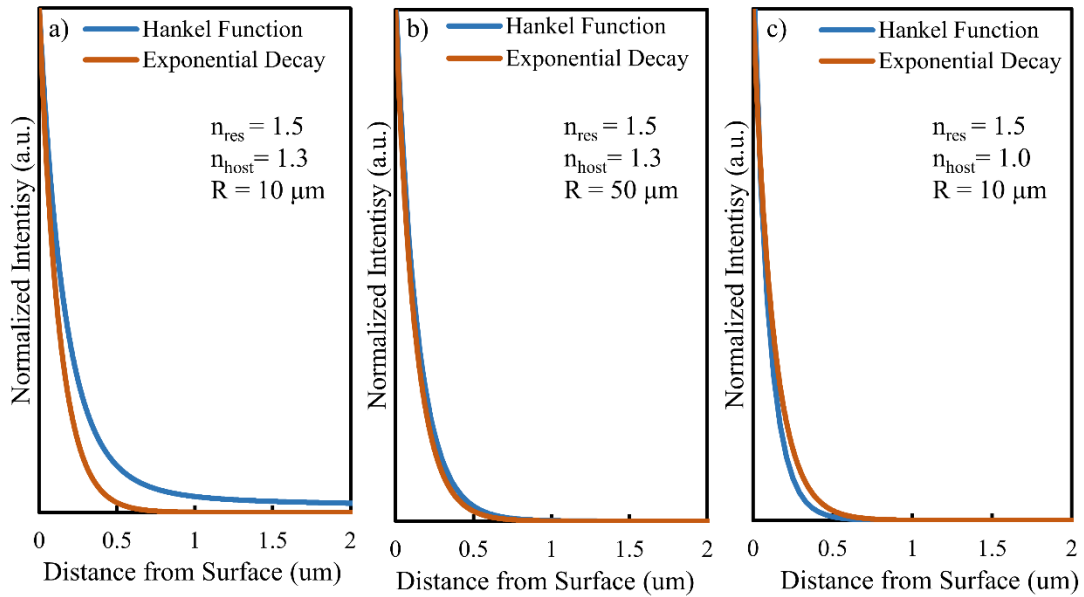 a)
Hankel Function
Exponential Decay
n_res = 1.5
n_host= 1.3
R = 10 μm
Normalized Intentisy (a.u.)
0 0.5 1 1.5 2
Distance from Surface (um)
b)
Hankel Function
Exponential Decay
n_res = 1.5
n_host= 1.3
R = 50 μm
Normalized Intentisy (a.u.)
0 0.5 1 1.5 2
Distance from Surface (um)
c)
Hankel Function
Exponential Decay
n_res = 1.5
n_host= 1.0
R = 10 μm
Normalized Intentisy (a.u.)
0 0.5 1 1.5 2
Distance from Surface (um)